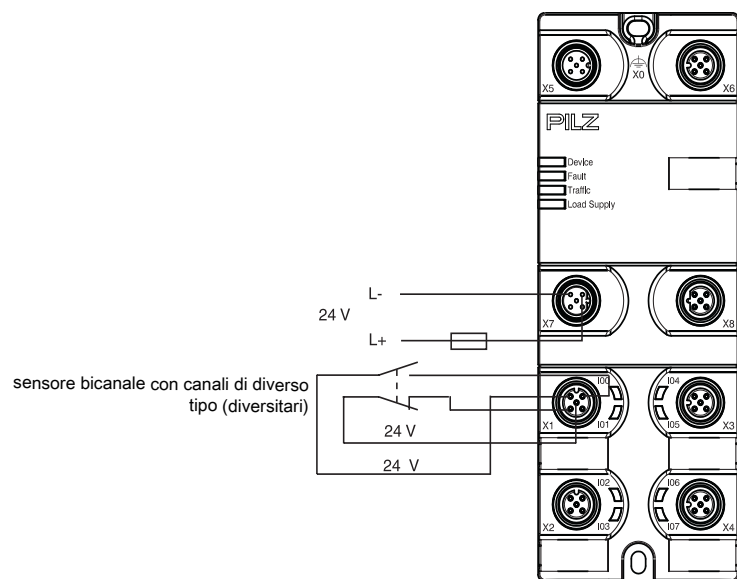 X5
X0
X6
PILZ
Device
Fault
Traffic
Load Supply
L-
24 V
L+
X7
X8
sensore bicanale con canali di diverso
tipo (diversitari)
I00
I04
X1
I01
I05
X3
24 V
24 V
I02
I06
X2
I03
I07
X4